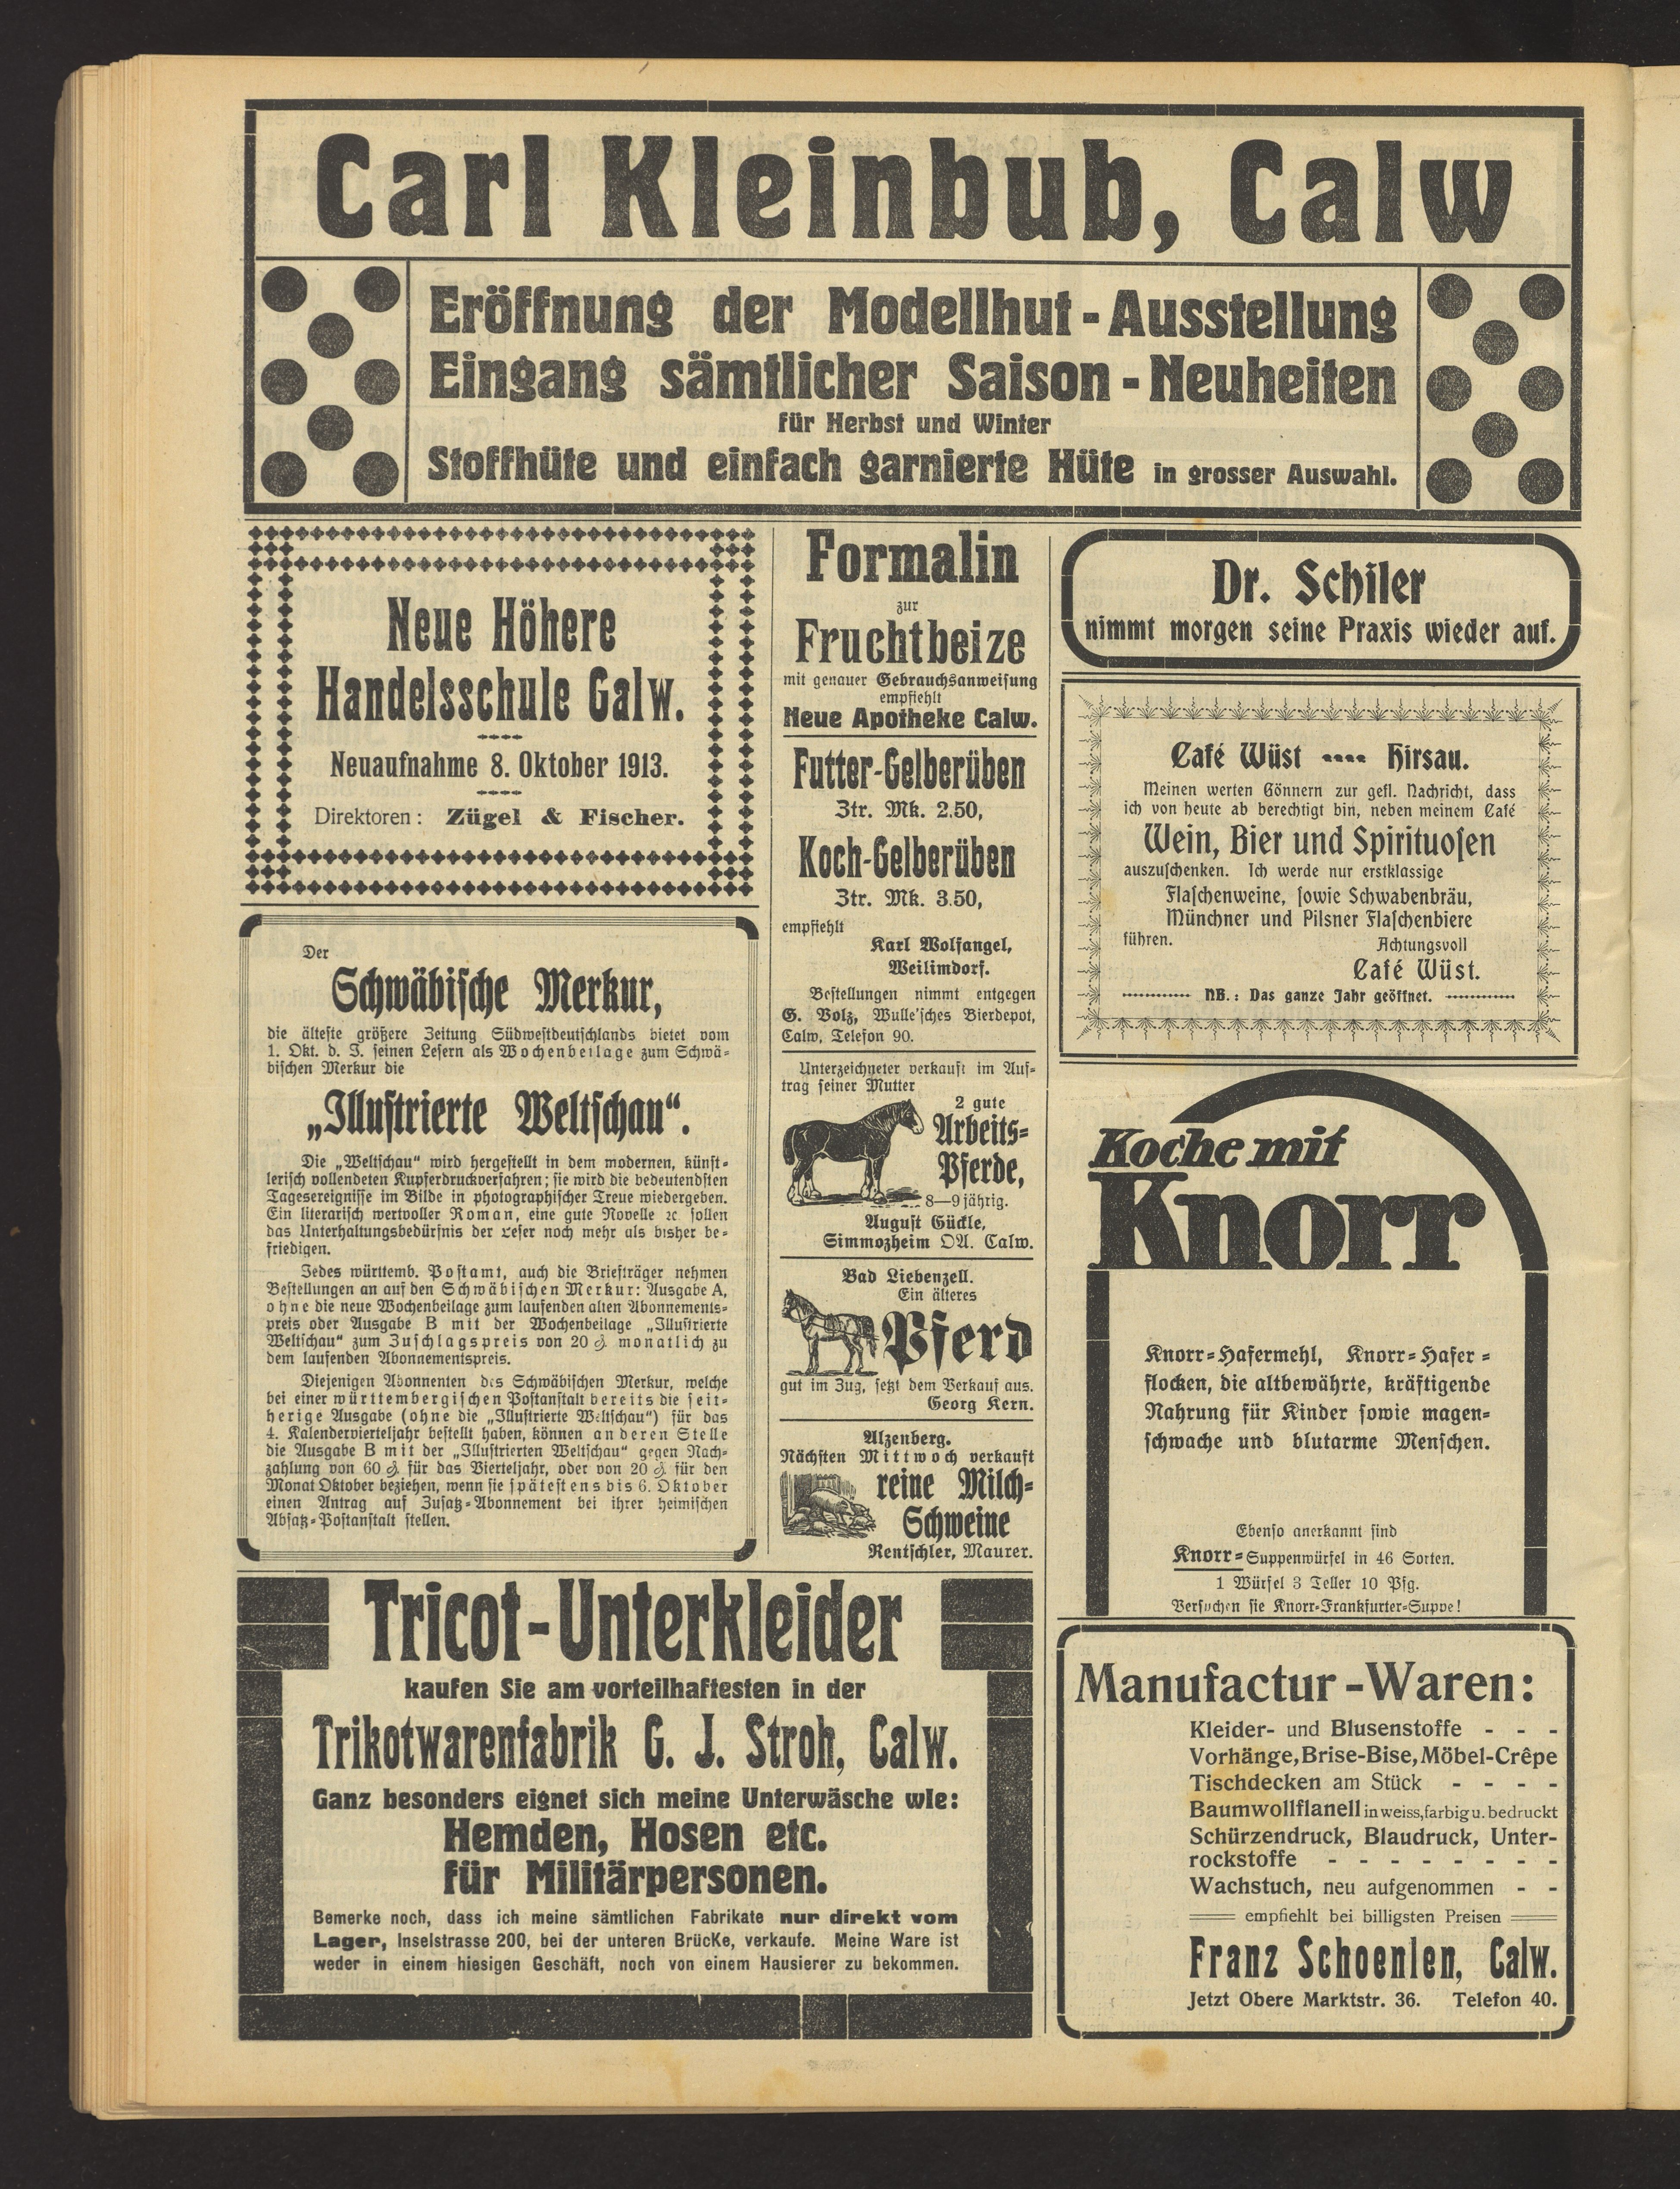 Carl Kleinbub, Calw
Eröffnung der Modellhut-Ausstellung
Eingang sämtlicher Saison-Neuheiten
für Herbst und Winter
Stoffhüte und einfach garnierte Hüte in grosser Auswahl.
Neue Höhere
Handelsschule Calw.
Neuaufnahme 8. Oktober 1913.
Direktoren: Zügel & Fischer.
Der
Schwäbische Merkur,
die älteste größere Zeitung Südwestdeutschlands bietet vom
1. Okt. d. J. seinen Lesern als Wochenbeilage zum Schwä-
bischen Merkur die
„Illustrierte Weltschau“.
Die „Weltschau“ wird hergestellt in dem modernen, künst-
lerisch vollendeten Kupferdruckverfahren; sie wird die bedeutendsten
Tagesereignisse im Bilde in photographischer Treue wiedergeben.
Ein literarisch wertvoller Roman, eine gute Novelle ꝛc sollen
das Unterhaltungsbedürfnis der Leser noch mehr als bisher be-
friedigen.
Jedes württemb. Postamt, auch die Briefträger nehmen
Bestellungen an auf den Schwäbischen Merkur: Ausgabe A,
ohne die neue Wochenbeilage zum laufenden alten Abonnements-
preis oder Ausgabe B mit der Wochenbeilage „Illustrierte
Weltschau“ zum Zuschlagspreis von 20 ₰ monatlich zu
dem laufenden Abonnementspreis.
Diejenigen Abonnenten des Schwäbischen Merkur, welche
bei einer württembergischen Postanstalt bereits die seit-
herige Ausgabe (ohne die „Illustrierte Weltschau“) für das
4. Kalendervierteljahr bestellt haben, können an deren Stelle
die Ausgabe B mit der „Illustrierten Weltschau“ gegen Nach-
zahlung von 60 ₰ für das Vierteljahr, oder von 20 ₰ für den
Monat Oktober beziehen, wenn sie spätestens bis 6. Oktober
einen Antrag auf Zusatz-Abonnement bei ihrer heimischen
Absatz-Postanstalt stellen.
Formalin
zur
Fruchtbeize
mit genauer Gebrauchsanweisung
empfiehlt
Neue Apotheke Calw.
Futter-Gelberüben
Ztr. Mk. 2.50,
Koch-Gelberüben
Ztr. Mk. 3.50,
empfiehlt
Karl Wolfangel,
Weilimdorf.
Bestellungen nimmt entgegen
G. Volz, Wulle'sches Bierdepot,
Calw, Telefon 90.
Unterzeichneter verkauft im Auf-
trag seiner Mutter
2 gute
Arbeits-
Pferde,
8—9jährig.
August Gückle,
Simmozheim OA. Calw.
Bad Liebenzell.
Ein älteres
Pferd
gut im Zug, setzt dem Verkauf aus.
Georg Kern.
Alzenberg.
Nächsten Mittwoch verkauft
reine Milch-
Schweine
Rentschler, Maurer.
Dr. Schiler
nimmt morgen seine Praxis wieder auf.
Café Wüst Hirsau.
Meinen werten Gönnern zur gefl. Nachricht, dass
ich von heute ab berechtigt bin, neben meinem Café
Wein, Bier und Spirituosen
auszuschenken. Ich werde nur erstklassige
Flaschenweine, sowie Schwabenbräu,
Münchner und Pilsner Flaschenbiere
führen. Achtungsvoll
Café Wüst.
NB.: Das ganze Jahr geöffnet.
Koche mit
Knorr
Knorr-Hafermehl, Knorr-Hafer-
flocken, die altbewährte, kräftigende
Nahrung für Kinder sowie magen-
schwache und blutarme Menschen.
Ebenso anerkannt sind
Knorr-Suppenwürfel in 46 Sorten.
1 Würfel 3 Teller 10 Pfg.
Versuchen sie Knorr-Frankfurter-Suppe!
Tricot-Unterkleider
kaufen Sie am vorteilhaftesten in der
Trikotwarenfabrik G. J. Stroh, Calw.
Ganz besonders eignet sich meine Unterwäsche wie:
Hemden, Hosen etc.
für Militärpersonen.
Bemerke noch, dass ich meine sämtlichen Fabrikate nur direkt vom
Lager, Inselstrasse 200, bei der unteren Brücke, verkaufe. Meine Ware ist
weder in einem hiesigen Geschäft, noch von einem Hausierer zu bekommen.
Manufactur-Waren:
Kleider- und Blusenstoffe - - -
Vorhänge, Brise-Bise, Möbel-Crêpe
Tischdecken am Stück - - - -
Baumwollflanell in weiss, farbig u. bedruckt
Schürzendruck, Blaudruck, Unter-
rockstoffe - - - - - - - -
Wachstuch, neu aufgenommen - -
empfiehlt bei billigsten Preisen
Franz Schoenlen, Calw.
Jetzt Obere Marktstr. 36. Telefon 40.